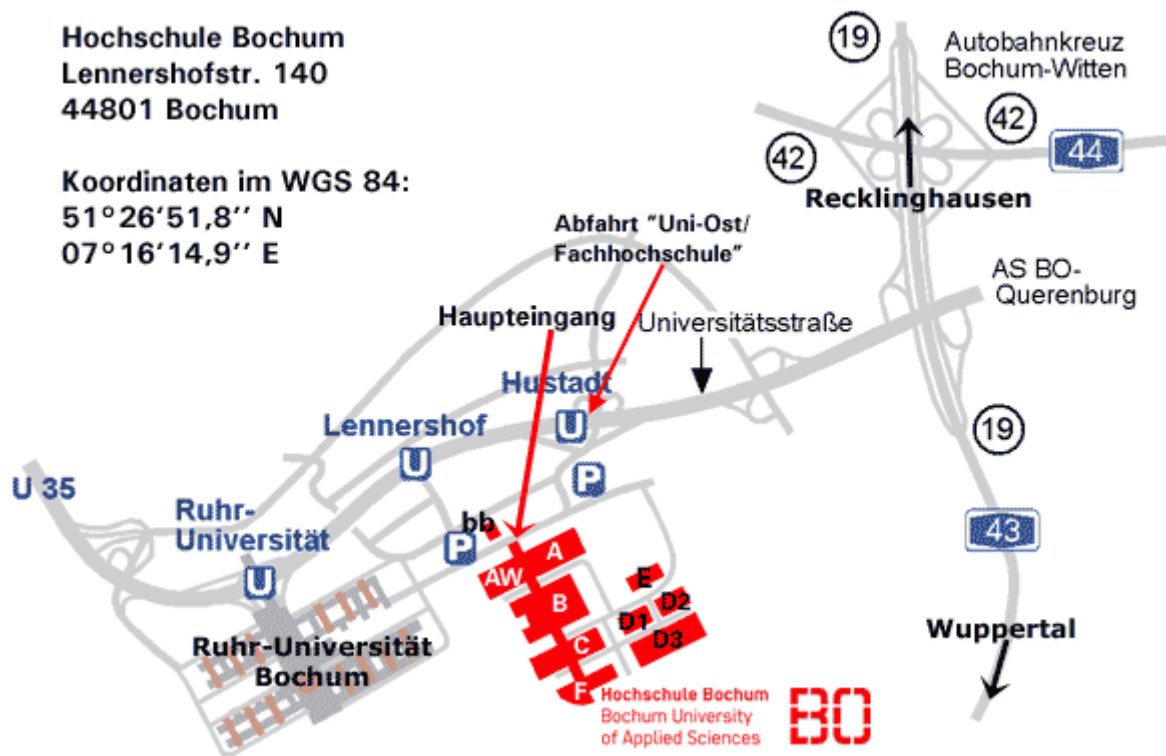 Hochschule Bochum
Lennershofstr. 140
44801 Bochum
Koordinaten im WGS 84:
51°26'51,8'' N
07°16'14,9'' E
19
Autobahnkreuz
Bochum-Witten
42
42
44
Recklinghausen
Abfahrt "Uni-Ost/
Fachhochschule"
AS BO-
Querenburg
Haupteingang
Universitätsstraße
Hustadt
U
Lennershof
U
19
U 35
P
Ruhr-
Universität
U
bb
P
43
A
AW
E
B
D2
D1
D3
C
Ruhr-Universität
Bochum
Wuppertal
F
Hochschule Bochum
Bochum University
of Applied Sciences
BO